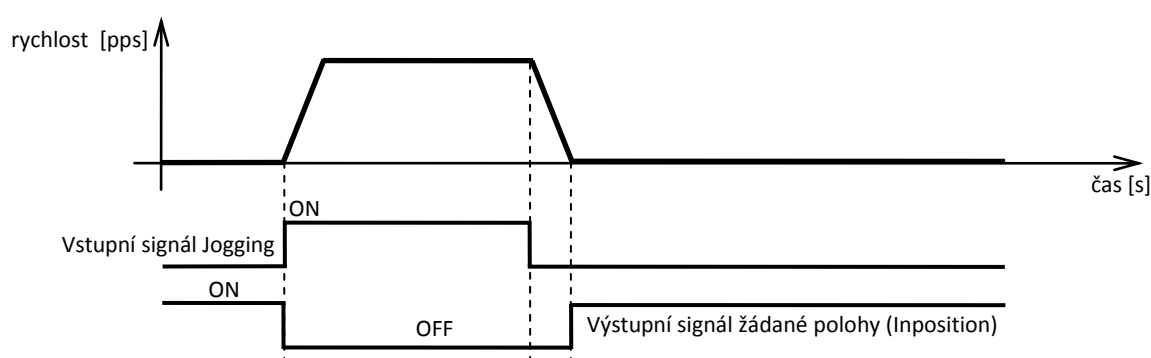 rychlost [pps]
čas [s]
ON
Vstupní signál Jogging
ON
OFF
Výstupní signál žádané polohy (Inposition)